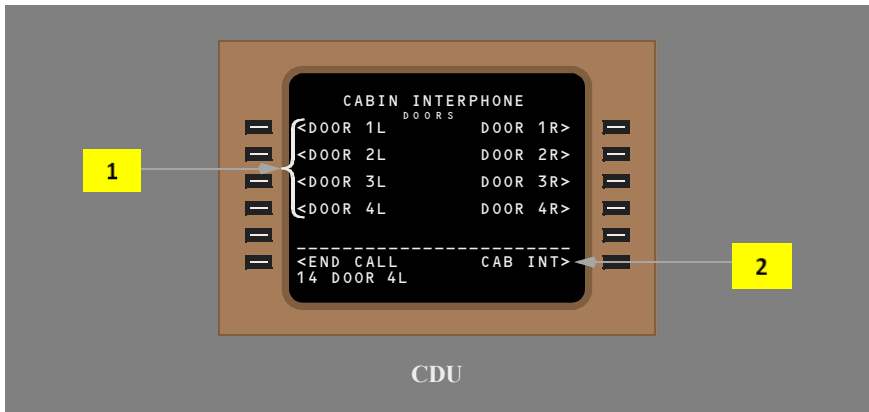 CABIN INTERPHONE
DOORS
<DOOR 1L DOOR 1R>
<DOOR 2L DOOR 2R>
<DOOR 3L DOOR 3R>
<DOOR 4L DOOR 4R>
1
------------------------
<END CALL CAB INT>
2
14 DOOR 4L
CDU